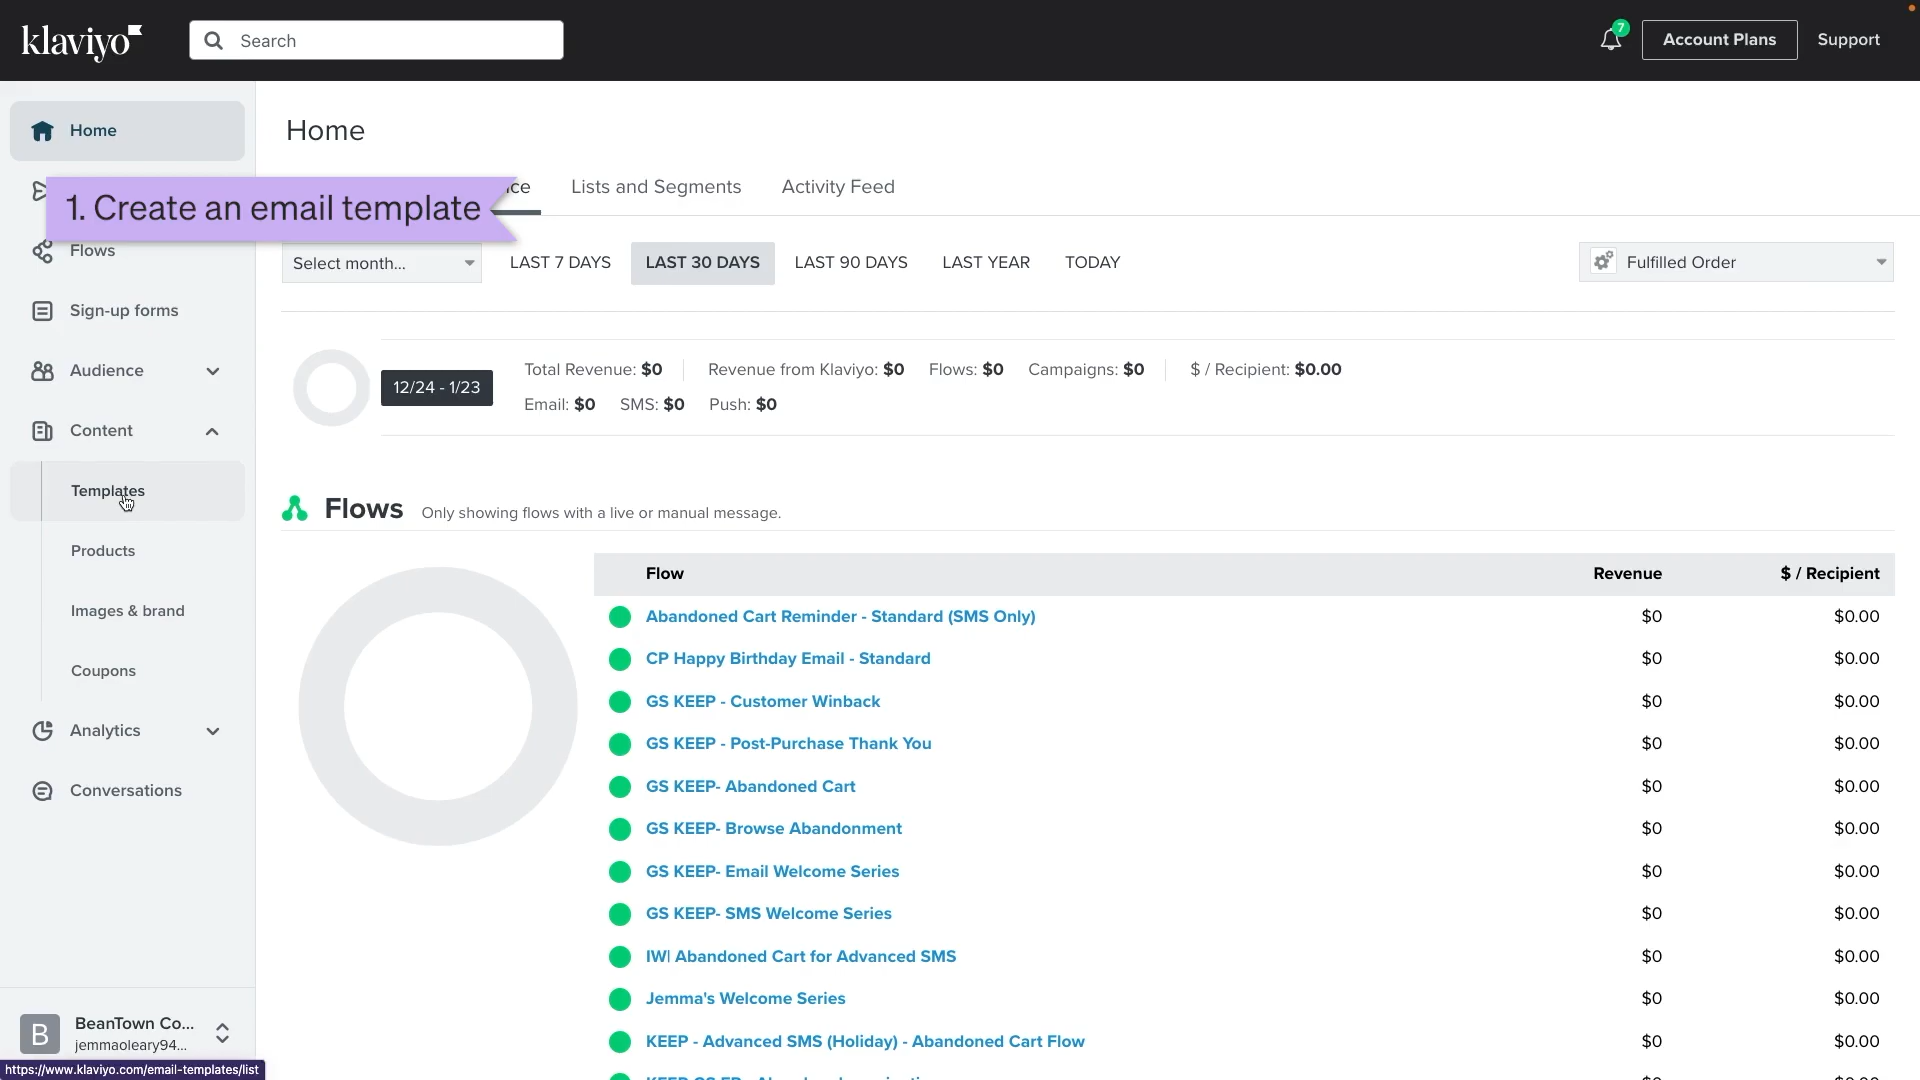 klaviyo
Search
7
Account Plans
Support
Home
Home
1. Create an email template
ce
Lists and Segments
Activity Feed
Flows
Select month...
LAST 7 DAYS
LAST 30 DAYS
LAST 90 DAYS
LAST YEAR
TODAY
Fulfilled Order
Sign-up forms
Audience
Content
Templates
Products
Images & brand
Coupons
Analytics
Conversations
12/24 - 1/23
Total Revenue: $0
Revenue from Klaviyo: $0
Flows: $0
Campaigns: $0
$ / Recipient: $0.00
Email: $0
SMS: $0
Push: $0
Flows
Only showing flows with a live or manual message.
Flow Revenue $ / Recipient
Abandoned Cart Reminder - Standard (SMS Only) $0 $0.00
CP Happy Birthday Email - Standard $0 $0.00
GS KEEP - Customer Winback $0 $0.00
GS KEEP - Post-Purchase Thank You $0 $0.00
GS KEEP- Abandoned Cart $0 $0.00
GS KEEP- Browse Abandonment $0 $0.00
GS KEEP- Email Welcome Series $0 $0.00
GS KEEP- SMS Welcome Series $0 $0.00
IW| Abandoned Cart for Advanced SMS $0 $0.00
Jemma's Welcome Series $0 $0.00
KEEP - Advanced SMS (Holiday) - Abandoned Cart Flow $0 $0.00
B
BeanTown Co...
jemmaoleary94...
https://www.klaviyo.com/email-templates/list